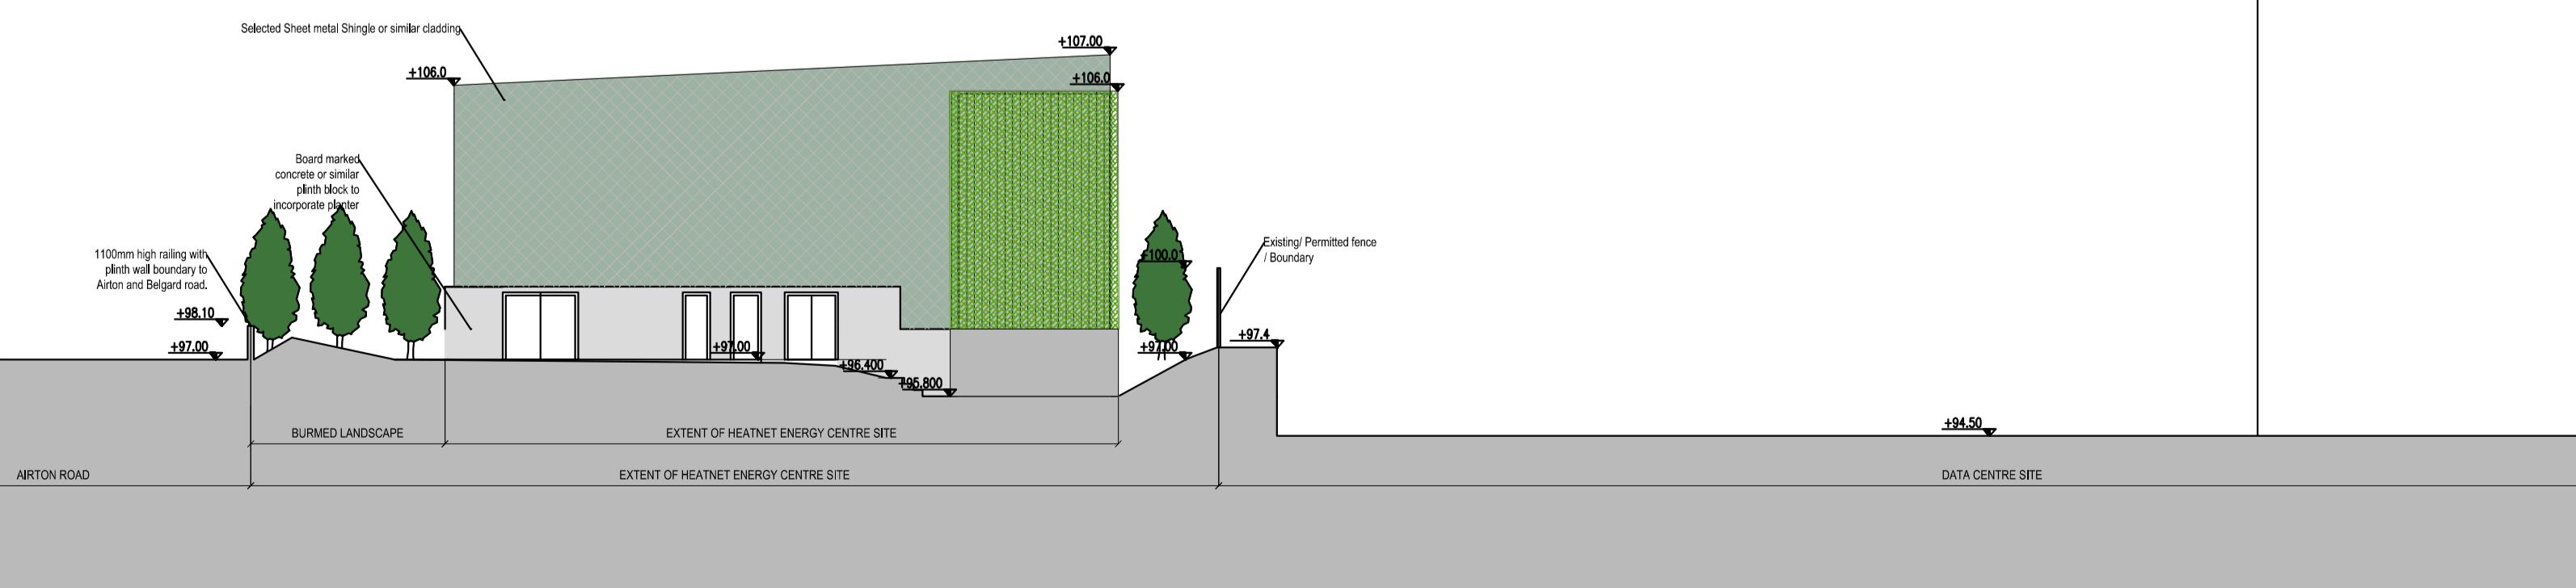 Selected Sheet metal Shingle or similar cladding
+107.00
+106.0
+106.0
Board marked
concrete or similar
plinth block to
incorporate planter
1100mm high railing with
plinth wall boundary to
Airton and Belgard road.
Existing/ Permitted fence
/ Boundary
+100.0
+98.10
+97.00
+97.00
+97.00
+97.4
+96.400
+95.800
+94.50
BURMED LANDSCAPE
EXTENT OF HEATNET ENERGY CENTRE SITE
AIRTON ROAD
EXTENT OF HEATNET ENERGY CENTRE SITE
DATA CENTRE SITE